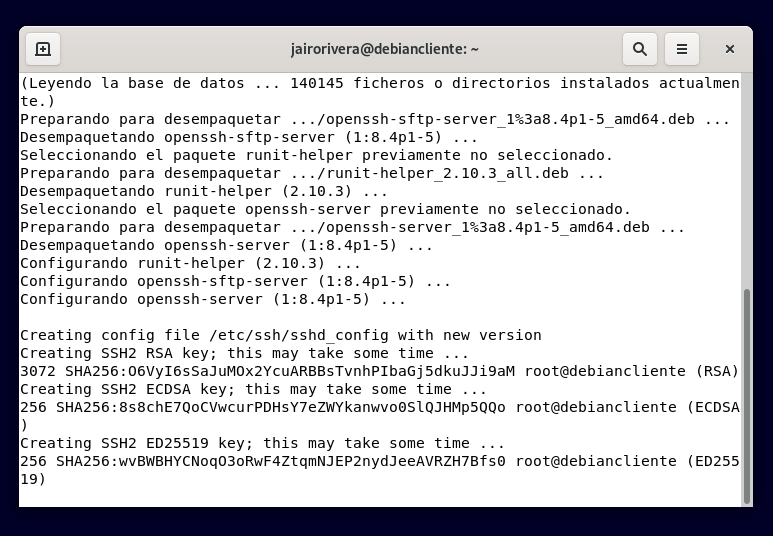 jairorivera@debiancliente: ~
(Leyendo la base de datos ... 140145 ficheros o directorios instalados actualmen
te.)
Preparando para desempaquetar .../openssh-sftp-server_1%3a8.4p1-5_amd64.deb ...
Desempaquetando openssh-sftp-server (1:8.4p1-5) ...
Seleccionando el paquete runit-helper previamente no seleccionado.
Preparando para desempaquetar .../runit-helper_2.10.3_all.deb ...
Desempaquetando runit-helper (2.10.3) ...
Seleccionando el paquete openssh-server previamente no seleccionado.
Preparando para desempaquetar .../openssh-server_1%3a8.4p1-5_amd64.deb ...
Desempaquetando openssh-server (1:8.4p1-5) ...
Configurando runit-helper (2.10.3) ...
Configurando openssh-sftp-server (1:8.4p1-5) ...
Configurando openssh-server (1:8.4p1-5) ...

Creating config file /etc/ssh/sshd_config with new version
Creating SSH2 RSA key; this may take some time ...
3072 SHA256:O6VyI6sSaJuMOx2YcuARBBsTvnhPIbaGj5dkuJJi9aM root@debiancliente (RSA)
Creating SSH2 ECDSA key; this may take some time ...
256 SHA256:8s8chE7QoCVwcurPDHsY7eZWYkanwvo0SlQJHMp5QQo root@debiancliente (ECDSA
)
Creating SSH2 ED25519 key; this may take some time ...
256 SHA256:wvBWBHYCNoqO3oRwF4ZtqmNJEP2nydJeeAVRZH7Bfs0 root@debiancliente (ED255
19)